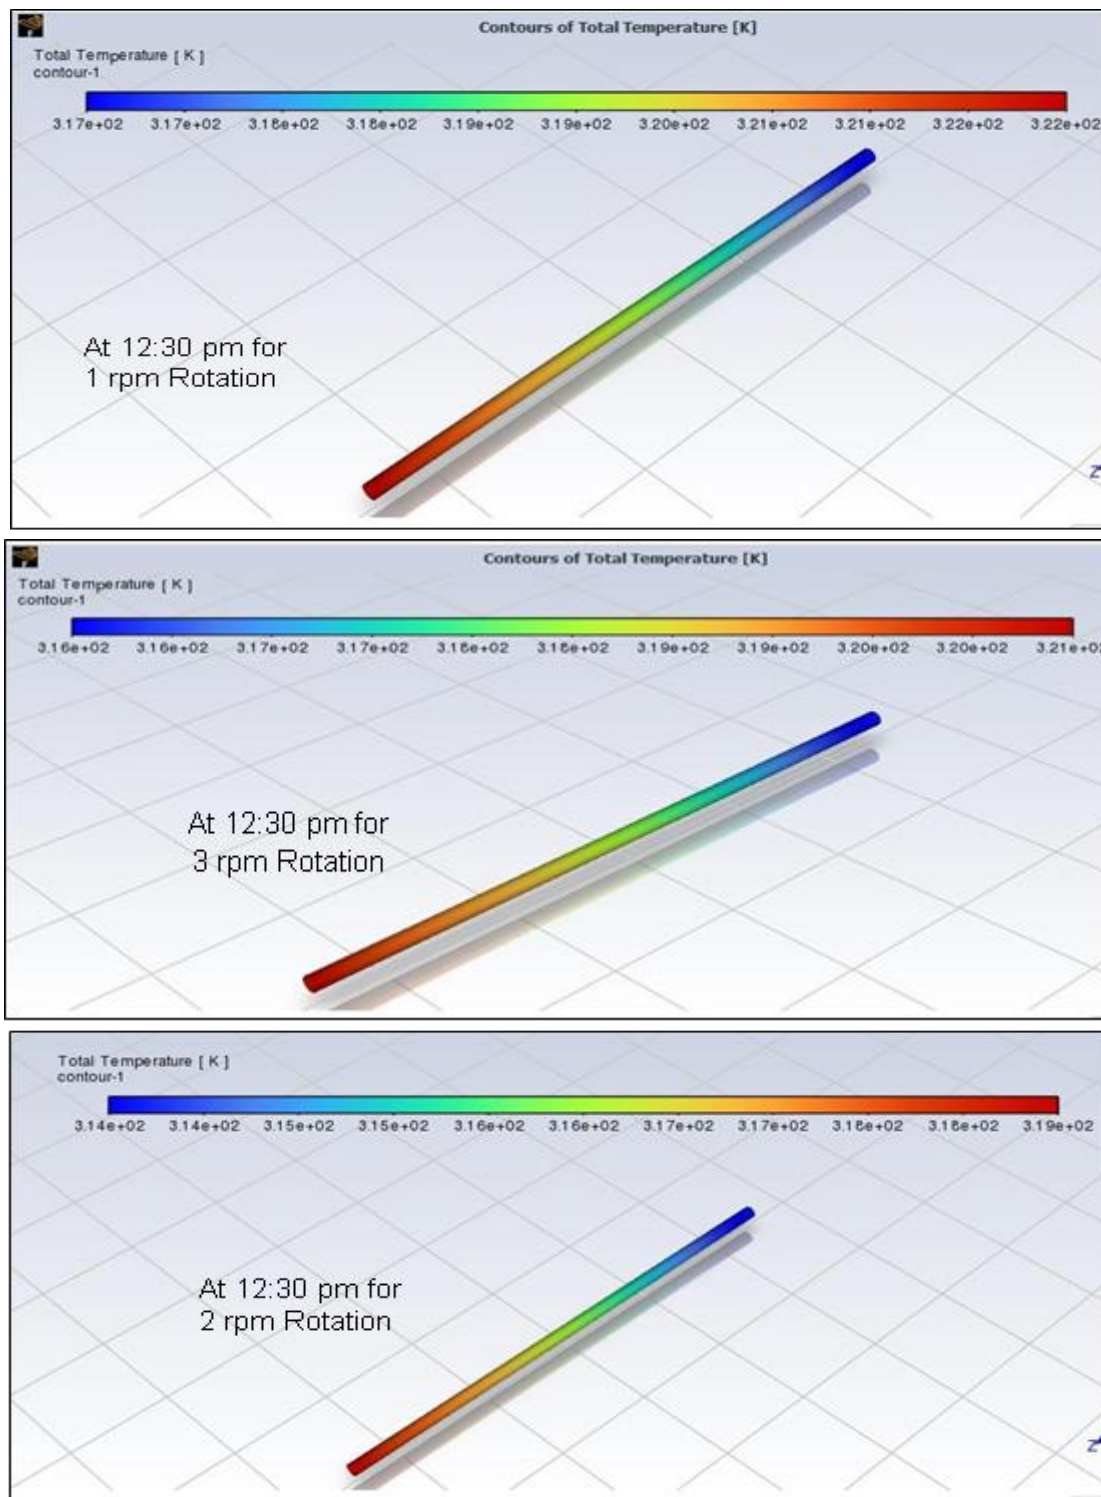 Contours of Total Temperature [K]
Total Temperature [ K ]
contour-1
3.17e+02 3.17e+02 3.18e+02 3.18e+02 3.19e+02 3.19e+02 3.20e+02 3.21e+02 3.21e+02 3.22e+02 3.22e+02
At 12:30 pm for
1 rpm Rotation
Z
Contours of Total Temperature [K]
Total Temperature [ K ]
contour-1
3.16e+02 3.16e+02 3.17e+02 3.17e+02 3.18e+02 3.18e+02 3.19e+02 3.19e+02 3.20e+02 3.20e+02 3.21e+02
At 12:30 pm for
3 rpm Rotation
Total Temperature [ K ]
contour-1
3.14e+02 3.14e+02 3.15e+02 3.15e+02 3.16e+02 3.16e+02 3.17e+02 3.17e+02 3.18e+02 3.18e+02 3.19e+02
At 12:30 pm for
2 rpm Rotation
Z